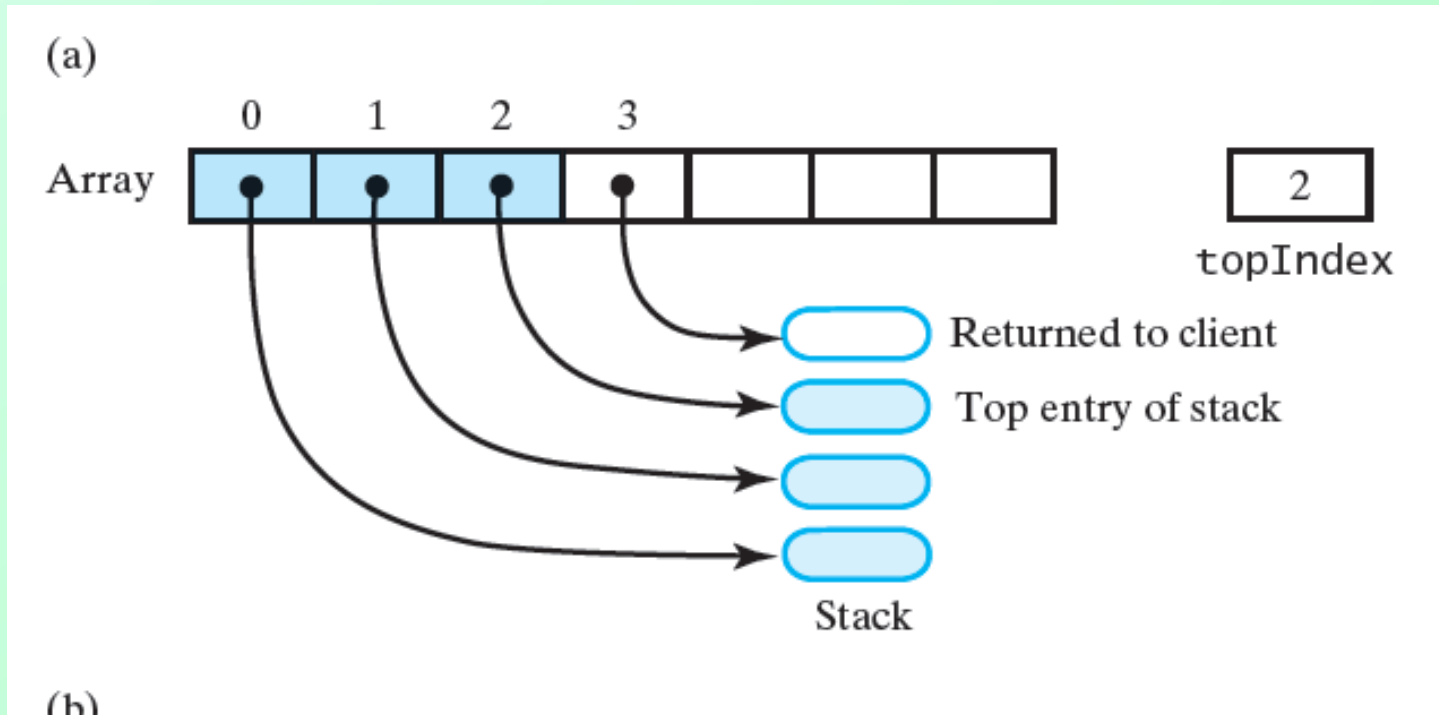 (a)
0 1 2 3
Array
2
topIndex
Returned to client
Top entry of stack
Stack
(b)